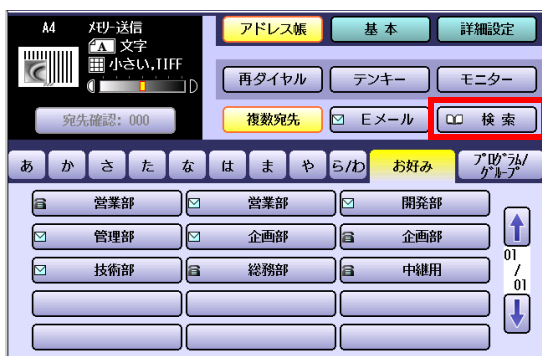 A4 メモリー送信 アドレス帳 基本 詳細設定
A 文字
小さい,TIFF
再ダイヤル テンキー モニター
D
宛先確認: 000 複数宛先 Eメール 検索
あ か さ た な は ま や ら/わ お好み プログラム/グループ
営業部 営業部 開発部
管理部 企画部 企画部
技術部 総務部 中継用
01
/
01